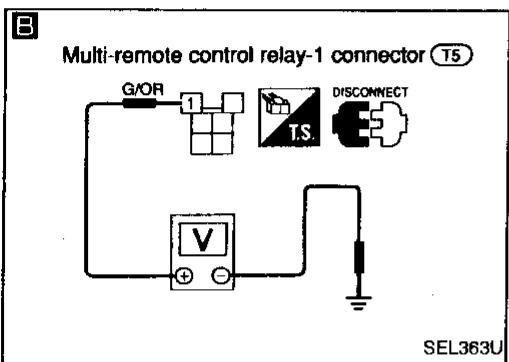 B
Multi-remote control relay-1 connector T5
G/OR
1
T.S.
DISCONNECT
V
+ −
SEL363U